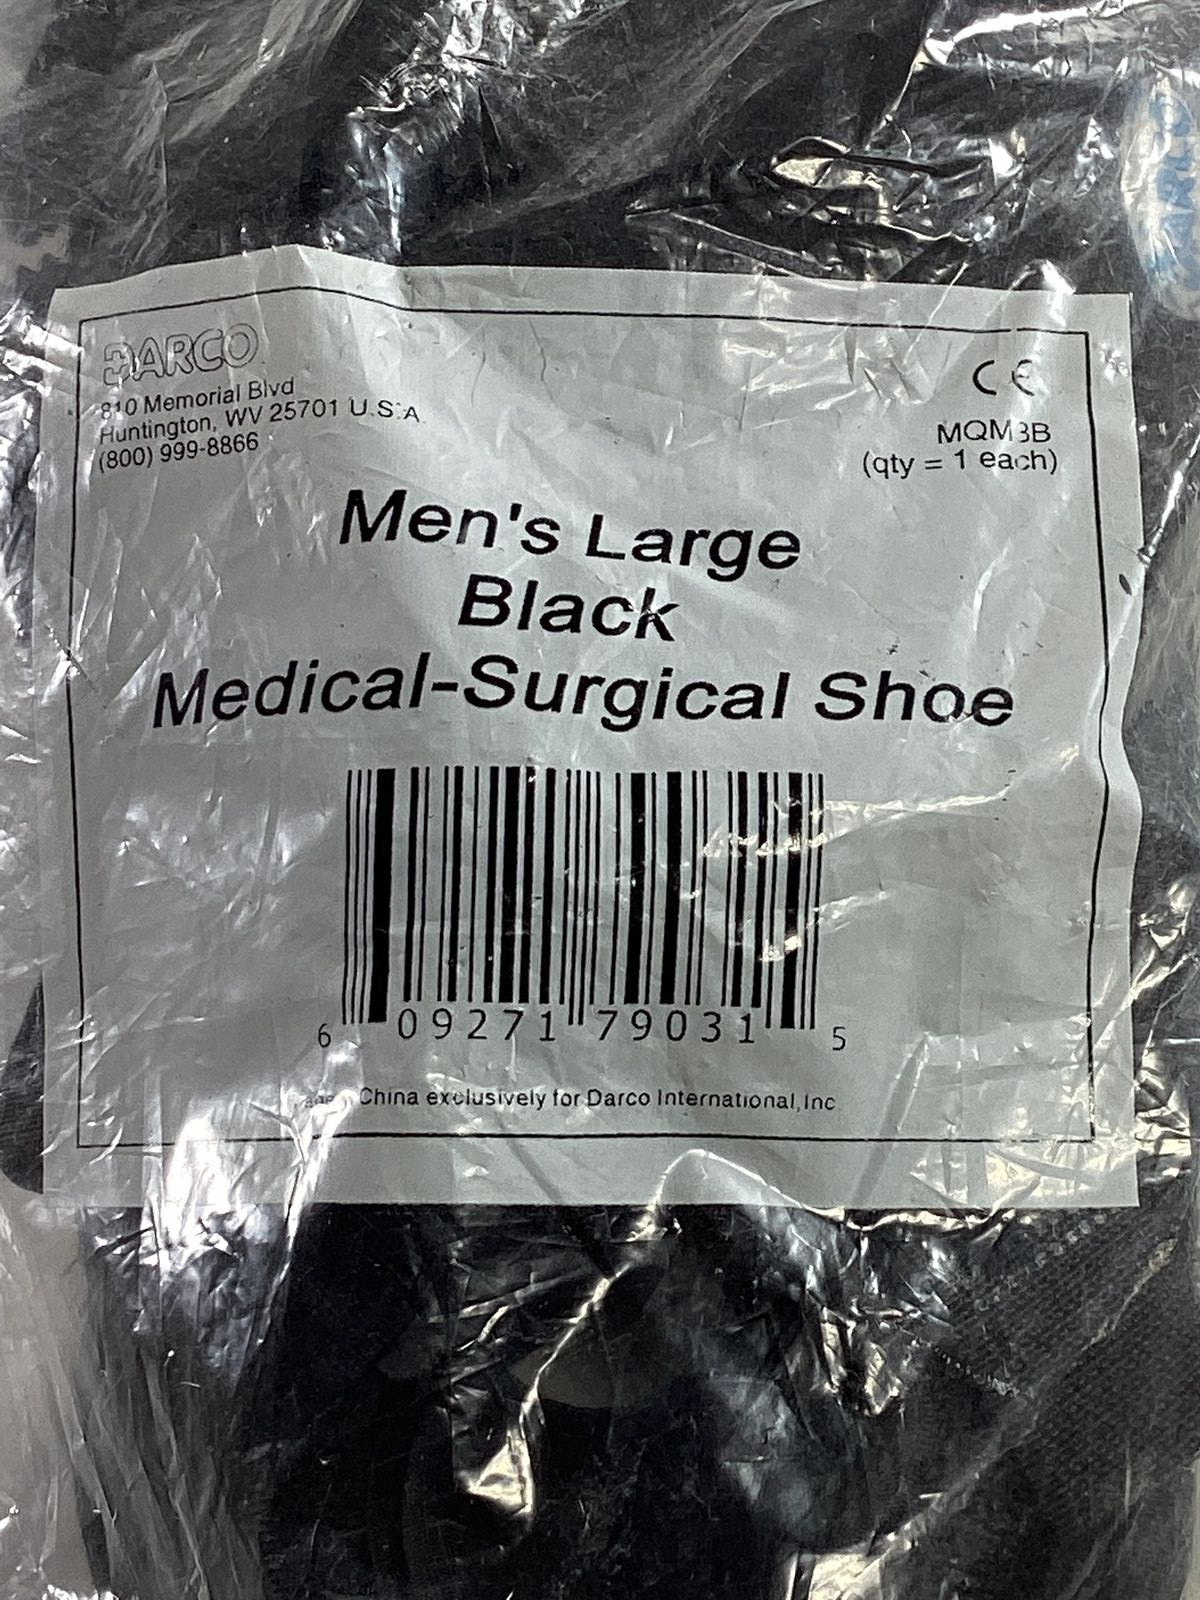 DARCO
810 Memorial Blvd
Huntington, WV 25701 U.S.A
(800) 999-8866
CE
MQM3B
(qty = 1 each)
Men's Large
Black
Medical-Surgical Shoe
6 09271 79031 5
China exclusively for Darco International, Inc